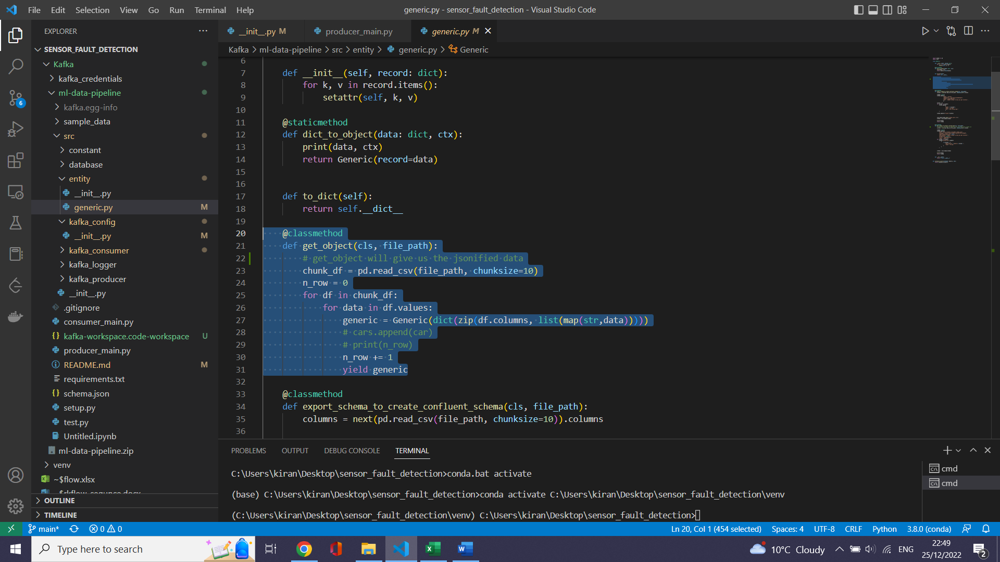 File Edit Selection View Go Run Terminal Help
generic.py - sensor_fault_detection - Visual Studio Code
EXPLORER
SENSOR_FAULT_DETECTION
Kafka
kafka_credentials
ml-data-pipeline
kafka.egg-info
sample_data
src
constant
database
entity
__init__.py
generic.py M
kafka_config
__init__.py M
kafka_consumer
kafka_logger
kafka_producer
__init__.py
.gitignore
consumer_main.py
kafka-workspace.code-workspace U
producer_main.py
README.md M
requirements.txt
schema.json
setup.py
test.py
Untitled.ipynb
ml-data-pipeline.zip
venv
~$flow.xlsx
OUTLINE
TIMELINE
6
__init__.py M
producer_main.py
generic.py M
Kafka > ml-data-pipeline > src > entity > generic.py > Generic
6
7 def __init__(self, record: dict):
8 for k, v in record.items():
9 setattr(self, k, v)
10
11 @staticmethod
12 def dict_to_object(data: dict, ctx):
13 print(data, ctx)
14 return Generic(record=data)
15
16
17 def to_dict(self):
18 return self.__dict__
19
20 @classmethod
21 def get_object(cls, file_path):
22 # get_object will give us the jsonified data
23 chunk_df = pd.read_csv(file_path, chunksize=10)
24 n_row = 0
25 for df in chunk_df:
26 for data in df.values:
27 generic = Generic(dict(zip(df.columns, list(map(str,data)))))
28 # cars.append(car)
29 # print(n_row)
30 n_row += 1
31 yield generic
32
33 @classmethod
34 def export_schema_to_create_confluent_schema(cls, file_path):
35 columns = next(pd.read_csv(file_path, chunksize=10)).columns
36
PROBLEMS OUTPUT DEBUG CONSOLE TERMINAL
C:\Users\kiran\Desktop\sensor_fault_detection>conda.bat activate
(base) C:\Users\kiran\Desktop\sensor_fault_detection>conda activate C:\Users\kiran\Desktop\sensor_fault_detection\venv
(C:\Users\kiran\Desktop\sensor_fault_detection\venv) C:\Users\kiran\Desktop\sensor_fault_detection>
cmd
cmd
main* 0 0
Ln 20, Col 1 (454 selected) Spaces: 4 UTF-8 CRLF Python 3.8.0 (conda)
Type here to search
10°C Cloudy
ENG
22:49
25/12/2022
2